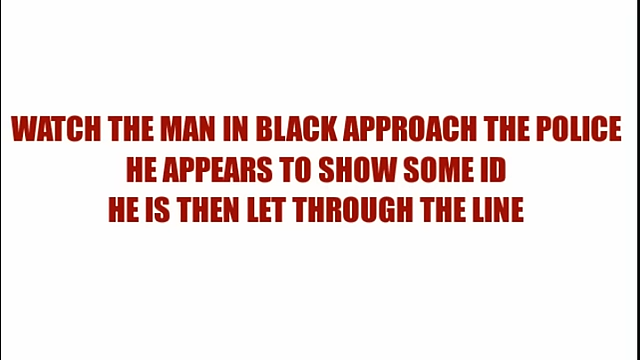 WATCH THE MAN IN BLACK APPROACH THE POLICE
HE APPEARS TO SHOW SOME ID
HE IS THEN LET THROUGH THE LINE